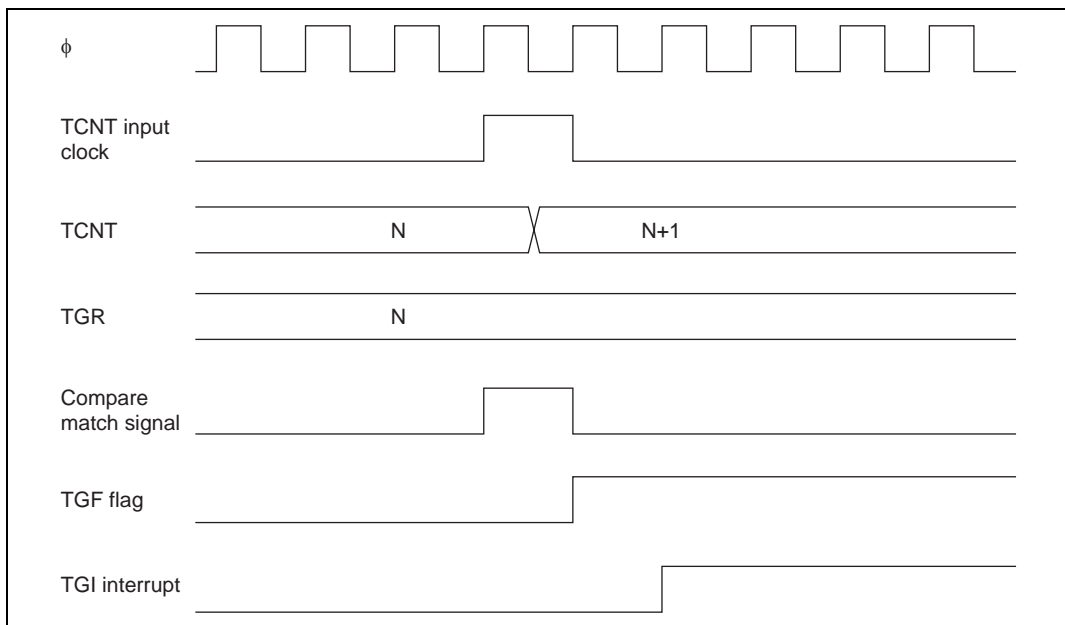 ϕ
TCNT input
clock
TCNT
N
N+1
TGR
N
Compare
match signal
TGF flag
TGI interrupt